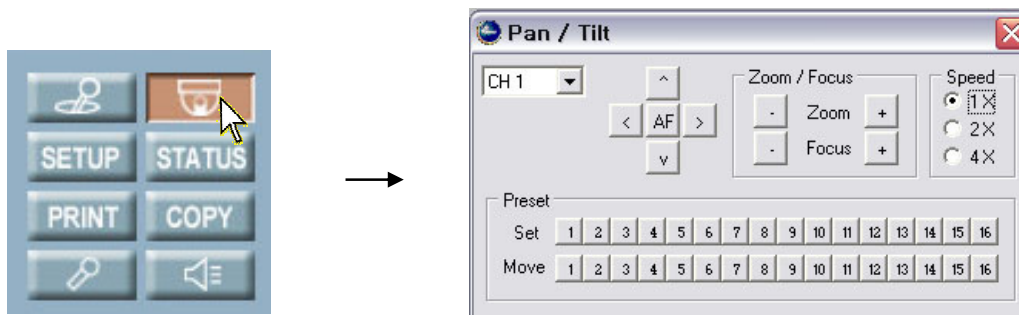 SETUP STATUS
PRINT COPY
Pan / Tilt
CH 1
^
< AF >
v
Zoom / Focus
- Zoom +
- Focus +
Speed
1X
2X
4X
Preset
Set 1 2 3 4 5 6 7 8 9 10 11 12 13 14 15 16
Move 1 2 3 4 5 6 7 8 9 10 11 12 13 14 15 16